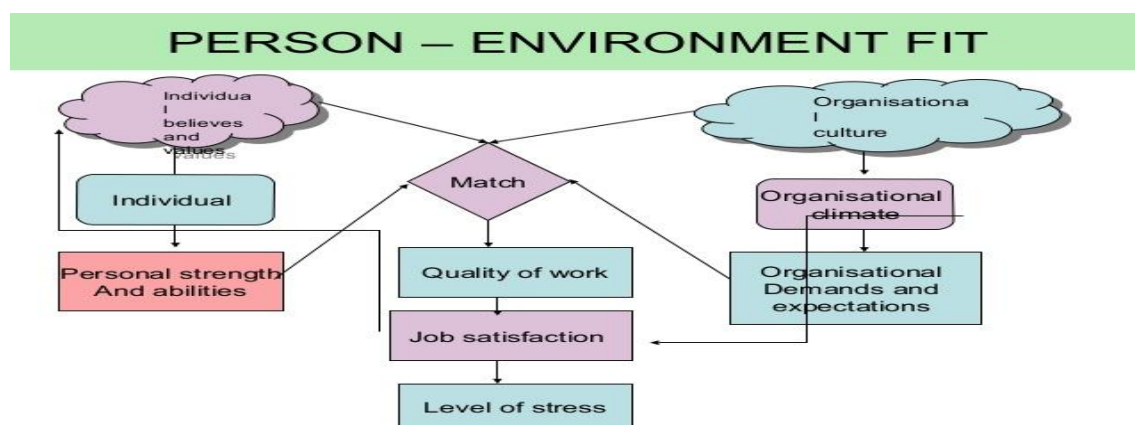 PERSON – ENVIRONMENT FIT
Individua
l
believes
and
values
Organisationa
l
culture
Individual
Match
Organisational
climate
Personal strength
And abilities
Quality of work
Organisational
Demands and
expectations
Job satisfaction
Level of stress